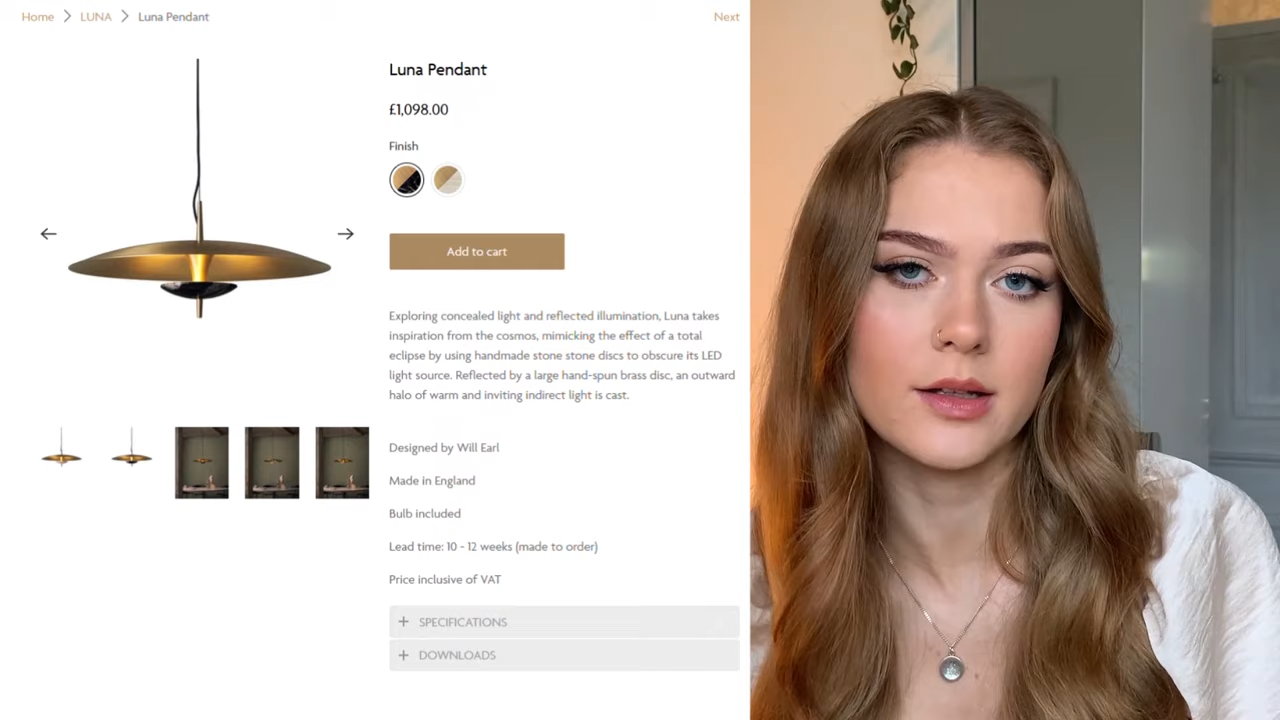 Home > LUNA > Luna Pendant
Next
Luna Pendant
£1,098.00
Finish
Add to cart
Exploring concealed light and reflected illumination, Luna takes
inspiration from the cosmos, mimicking the effect of a total
eclipse by using handmade stone stone discs to obscure its LED
light source. Reflected by a large hand-spun brass disc, an outward
halo of warm and inviting indirect light is cast.
Designed by Will Earl
Made in England
Bulb included
Lead time: 10 - 12 weeks (made to order)
Price inclusive of VAT
+ SPECIFICATIONS
+ DOWNLOADS